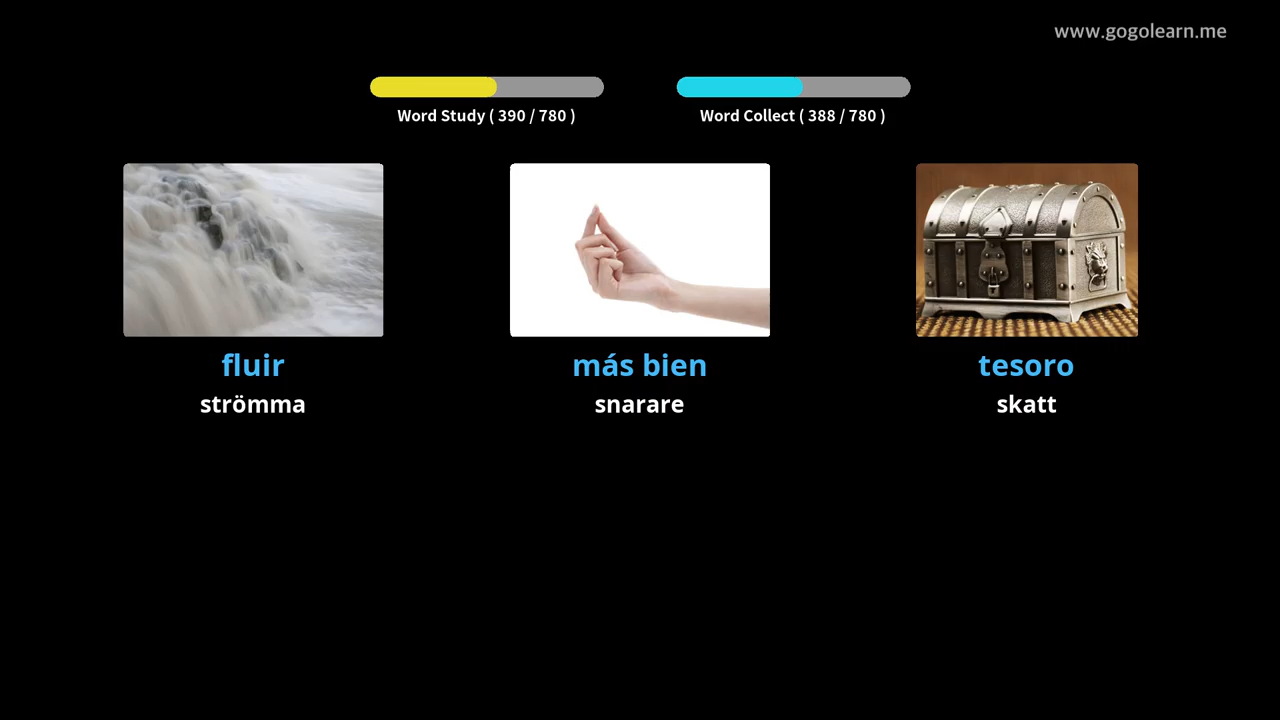 www.gogolearn.me
Word Study ( 390 / 780 )
Word Collect ( 388 / 780 )
fluir
más bien
tesoro
strömma
snarare
skatt